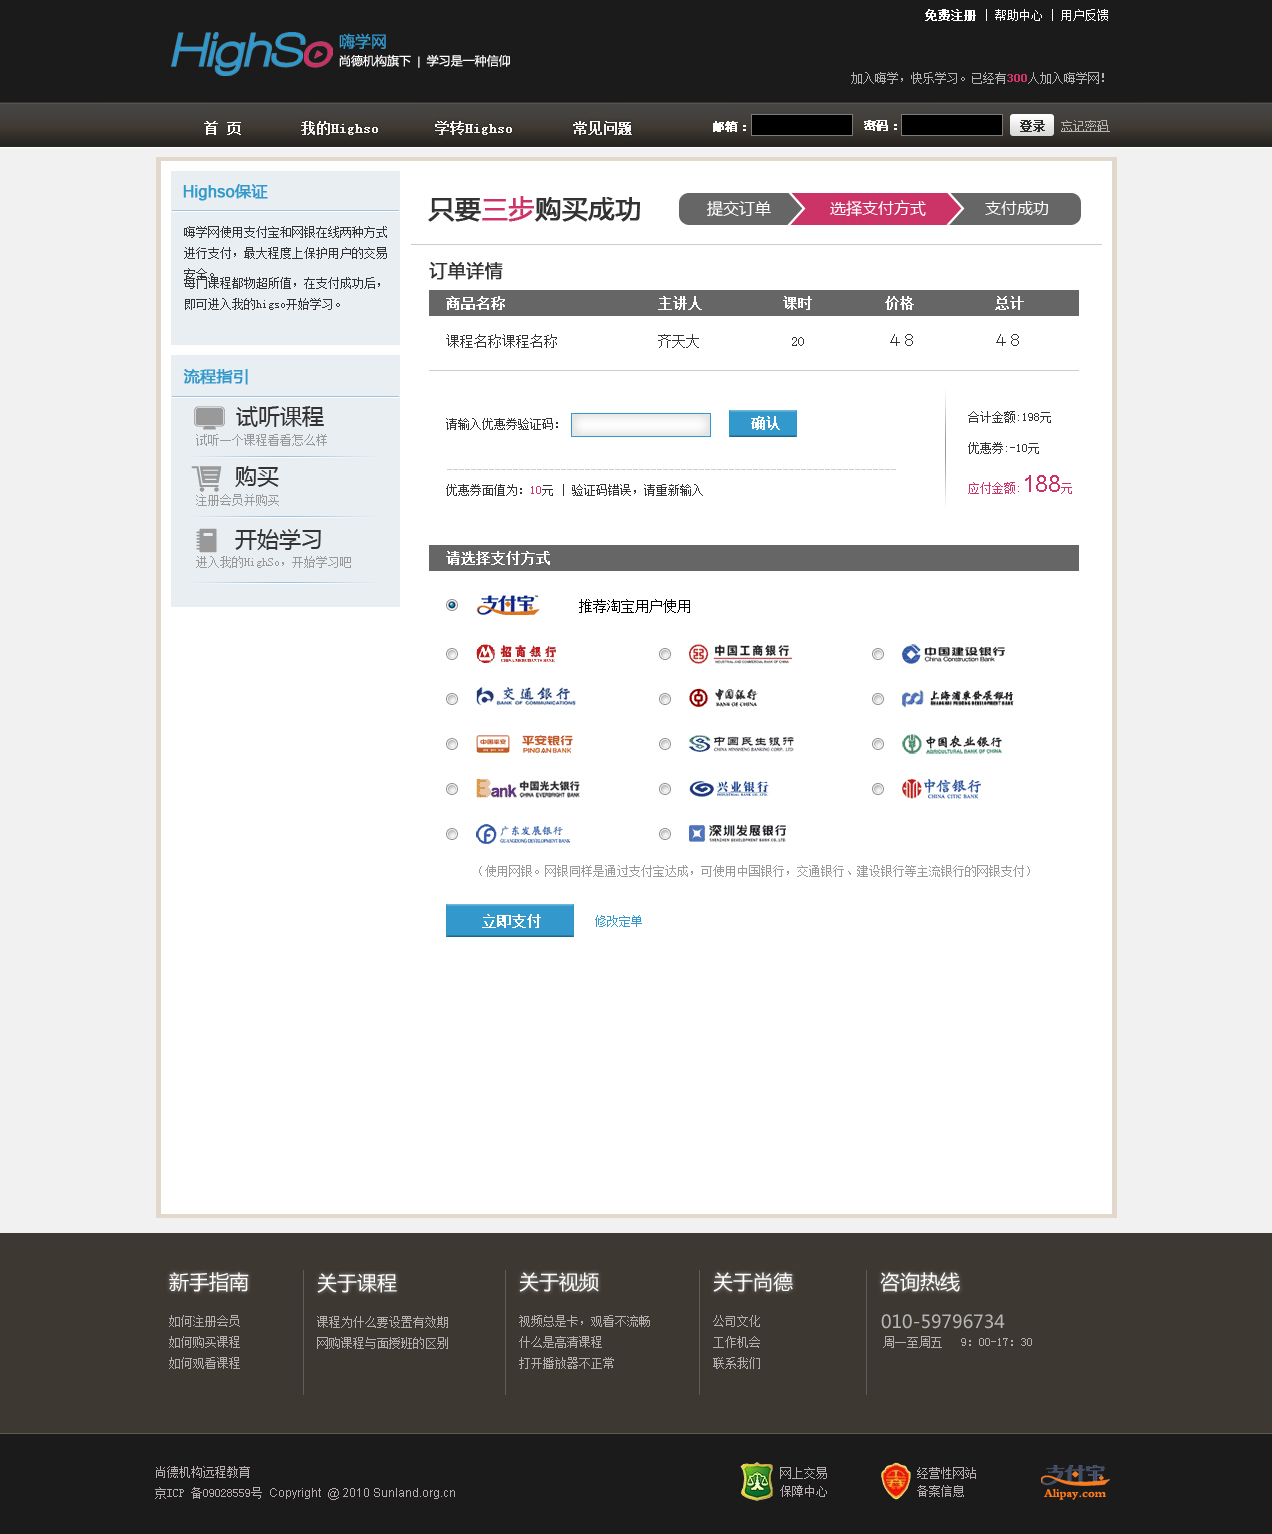 免费注册 | 帮助中心 | 用户反馈
HighSo 嗨学网
尚德机构旗下 | 学习是一种信仰
加入嗨学，快乐学习。已经有300人加入嗨学网！
首 页 我的Highso 学转Highso 常见问题 邮箱： 密码： 登录 忘记密码
Highso保证
嗨学网使用支付宝和网银在线两种方式
进行支付，最大程度上保护用户的交易
安全。
每门课程都物超所值，在支付成功后，
即可进入我的higso开始学习。
流程指引
试听课程
试听一个课程看看怎么样
购买
注册会员并购买
开始学习
进入我的HighSo，开始学习吧
只要三步购买成功
提交订单 选择支付方式 支付成功
订单详情
商品名称 主讲人 课时 价格 总计
课程名称课程名称 齐天大 20 48 48
请输入优惠券验证码： 确认
优惠券面值为：10元 | 验证码错误，请重新输入
合计金额:198元
优惠券:-10元
应付金额:188元
请选择支付方式
支付宝 推荐淘宝用户使用
招商银行 CHINA MERCHANTS BANK 中国工商银行 INDUSTRIAL AND COMMERCIAL BANK OF CHINA 中国建设银行 China Construction Bank
交通银行 BANK OF COMMUNICATIONS 中国银行 BANK OF CHINA 上海浦東發展銀行 SHANGHAI PUDONG DEVELOPMENT BANK
中国平安 平安银行 PING AN BANK 中国民生银行 CHINA MINSHENG BANKING CORP. LTD 中国农业银行 AGRICULTURAL BANK OF CHINA
Bank 中国光大银行 CHINA EVERBRIGHT BANK 兴业银行 INDUSTRIAL BANK CO.,LTD. 中信银行 CHINA CITIC BANK
广东发展银行 GUANGDONG DEVELOPMENT BANK 深圳发展银行 SHENZHEN DEVELOPMENT BANK CO.,LTD.
（使用网银。网银同样是通过支付宝达成，可使用中国银行，交通银行、建设银行等主流银行的网银支付）
立即支付 修改定单
新手指南
如何注册会员
如何购买课程
如何观看课程
关于课程
课程为什么要设置有效期
网购课程与面授班的区别
关于视频
视频总是卡，观看不流畅
什么是高清课程
打开播放器不正常
关于尚德
公司文化
工作机会
联系我们
咨询热线
010-59796734
周一至周五 9：00-17：30
尚德机构远程教育
京ICP 备09028559号 Copyright @ 2010 Sunland.org.cn
网上交易
保障中心
经营性网站
备案信息
支付宝
Alipay.com